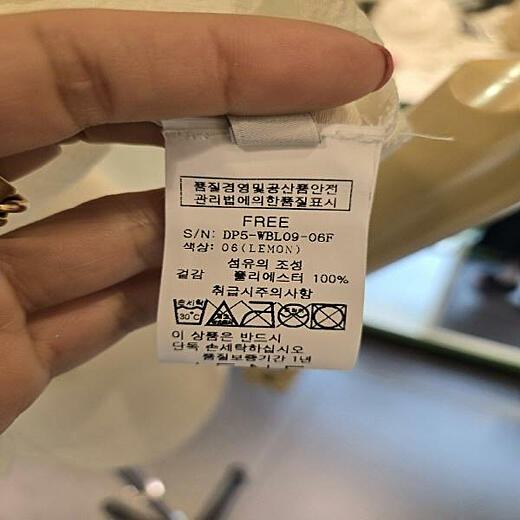 품질경영및공산품안전
관리법에의한품질표시
FREE
S/N: DP5-WBL09-06F
색상: 06(LEMON)
섬유의 조성
겉감 폴리에스터 100%
취급시주의사항
30°C
이 상품은 반드시
단독 손세탁하십시오
품질보증기간 1년